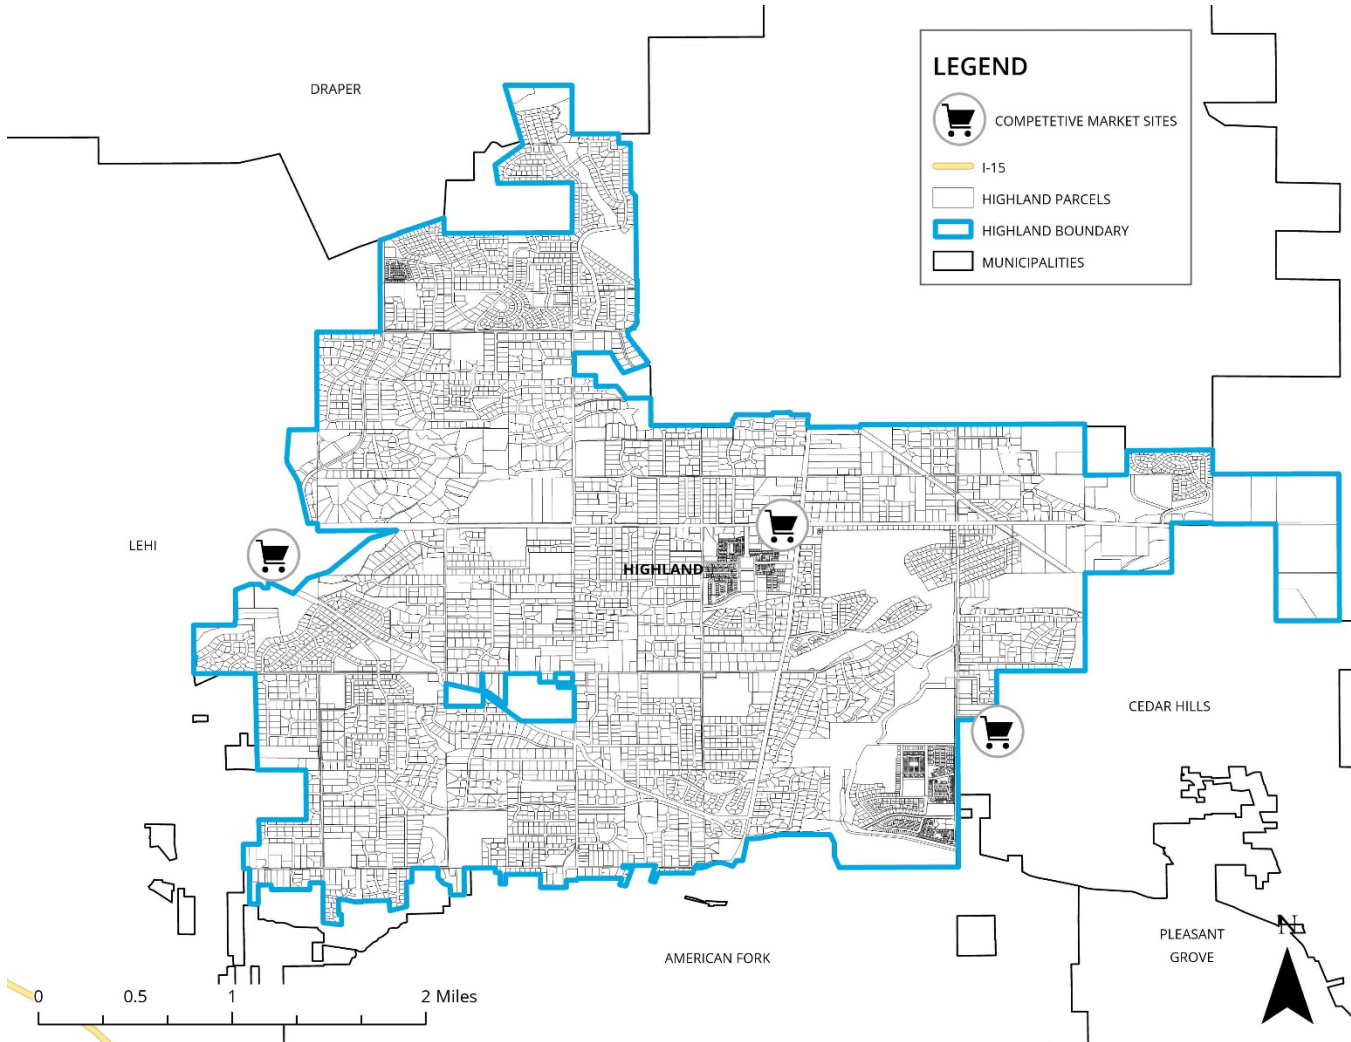 DRAPER
LEGEND
COMPETETIVE MARKET SITES
I-15
HIGHLAND PARCELS
HIGHLAND BOUNDARY
MUNICIPALITIES
LEHI
HIGHLAND
CEDAR HILLS
AMERICAN FORK
PLEASANT
GROVE
N
0 0.5 1 2 Miles